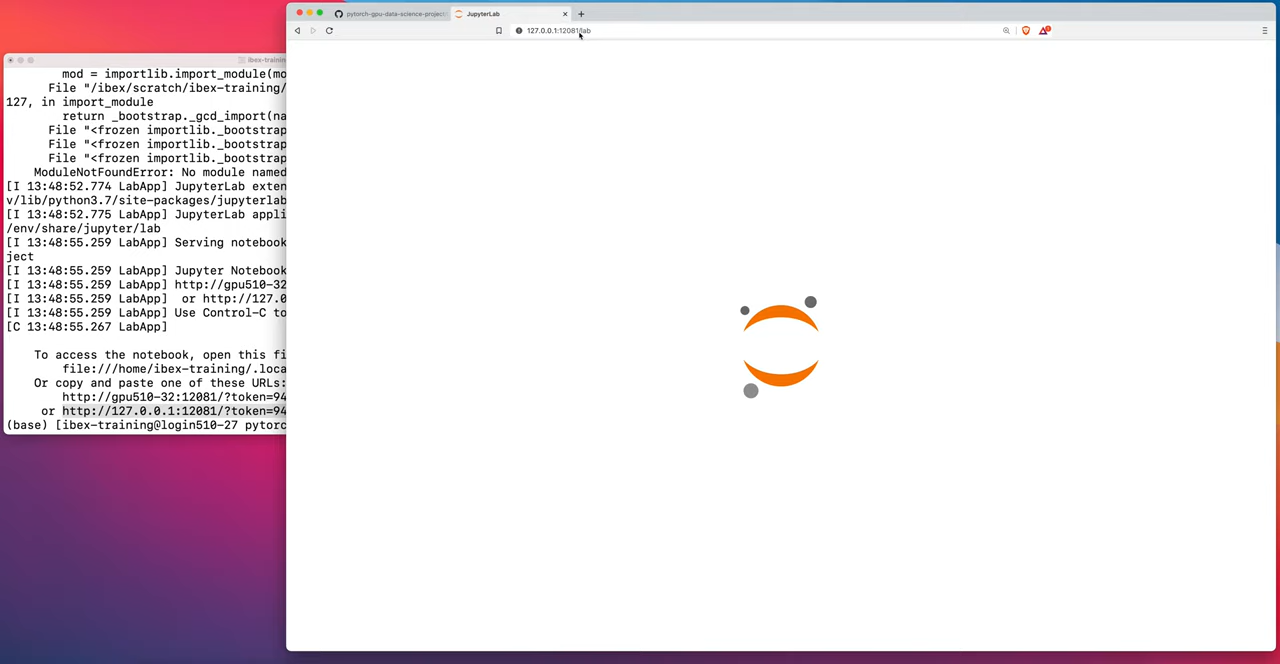 pytorch-gpu-data-science-project
JupyterLab
127.0.0.1:12081/lab
ibex-training
mod = importlib.import_module(mo
File "/ibex/scratch/ibex-training/
127, in import_module
return _bootstrap._gcd_import(na
File "<frozen importlib._bootstrap
File "<frozen importlib._bootstrap
File "<frozen importlib._bootstrap
ModuleNotFoundError: No module named
[I 13:48:52.774 LabApp] JupyterLab exten
v/lib/python3.7/site-packages/jupyterlab
[I 13:48:52.775 LabApp] JupyterLab appli
/env/share/jupyter/lab
[I 13:48:55.259 LabApp] Serving notebook
ject
[I 13:48:55.259 LabApp] Jupyter Notebook
[I 13:48:55.259 LabApp] http://gpu510-32
[I 13:48:55.259 LabApp]  or http://127.0
[I 13:48:55.259 LabApp] Use Control-C to
[C 13:48:55.267 LabApp]
To access the notebook, open this fi
file:///home/ibex-training/.loca
Or copy and paste one of these URLs:
http://gpu510-32:12081/?token=94
or http://127.0.0.1:12081/?token=94
(base) [ibex-training@login510-27 pytorc